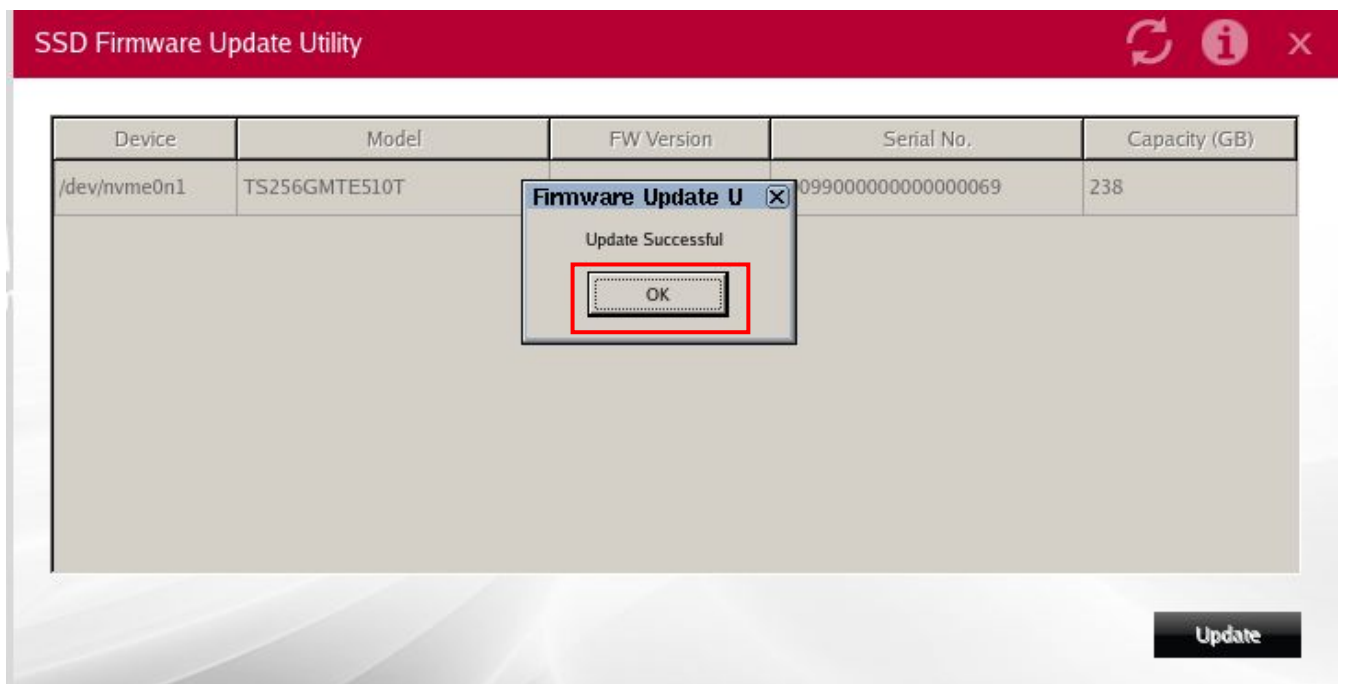 SSD Firmware Update Utility
Device Model FW Version Serial No. Capacity (GB)
/dev/nvme0n1 TS256GMTE510T 099000000000000069 238
Firmware Update U
Update Successful
OK
Update